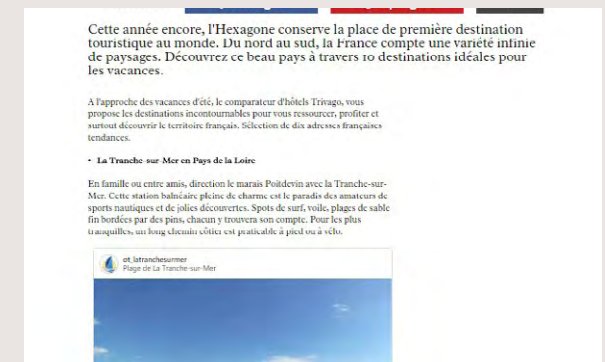 Cette année encore, l'Hexagone conserve la place de première destination
touristique au monde. Du nord au sud, la France compte une variété infinie
de paysages. Découvrez ce beau pays à travers 10 destinations idéales pour
les vacances.
A l'approche des vacances d'été, le comparateur d'hôtels Trivago, vous
propose les destinations incontournables pour vous ressourcer, profiter et
surtout découvrir le territoire français. Sélection de dix adresses françaises
tendances.
• La Tranche-sur-Mer en Pays de la Loire
En famille ou entre amis, direction le marais Poitdevin avec la Tranche-sur-
Mer. Cette station balnéaire pleine de charme est le paradis des amateurs de
sports nautiques et de jolies découvertes. Spots de surf, voile, plages de sable
fin bordées par des pins, chacun y trouvera son compte. Pour les plus
tranquilles, un long chemin côtier est praticable à pied ou à vélo.
ot_latranchesurmer
Plage de La Tranche-sur-Mer